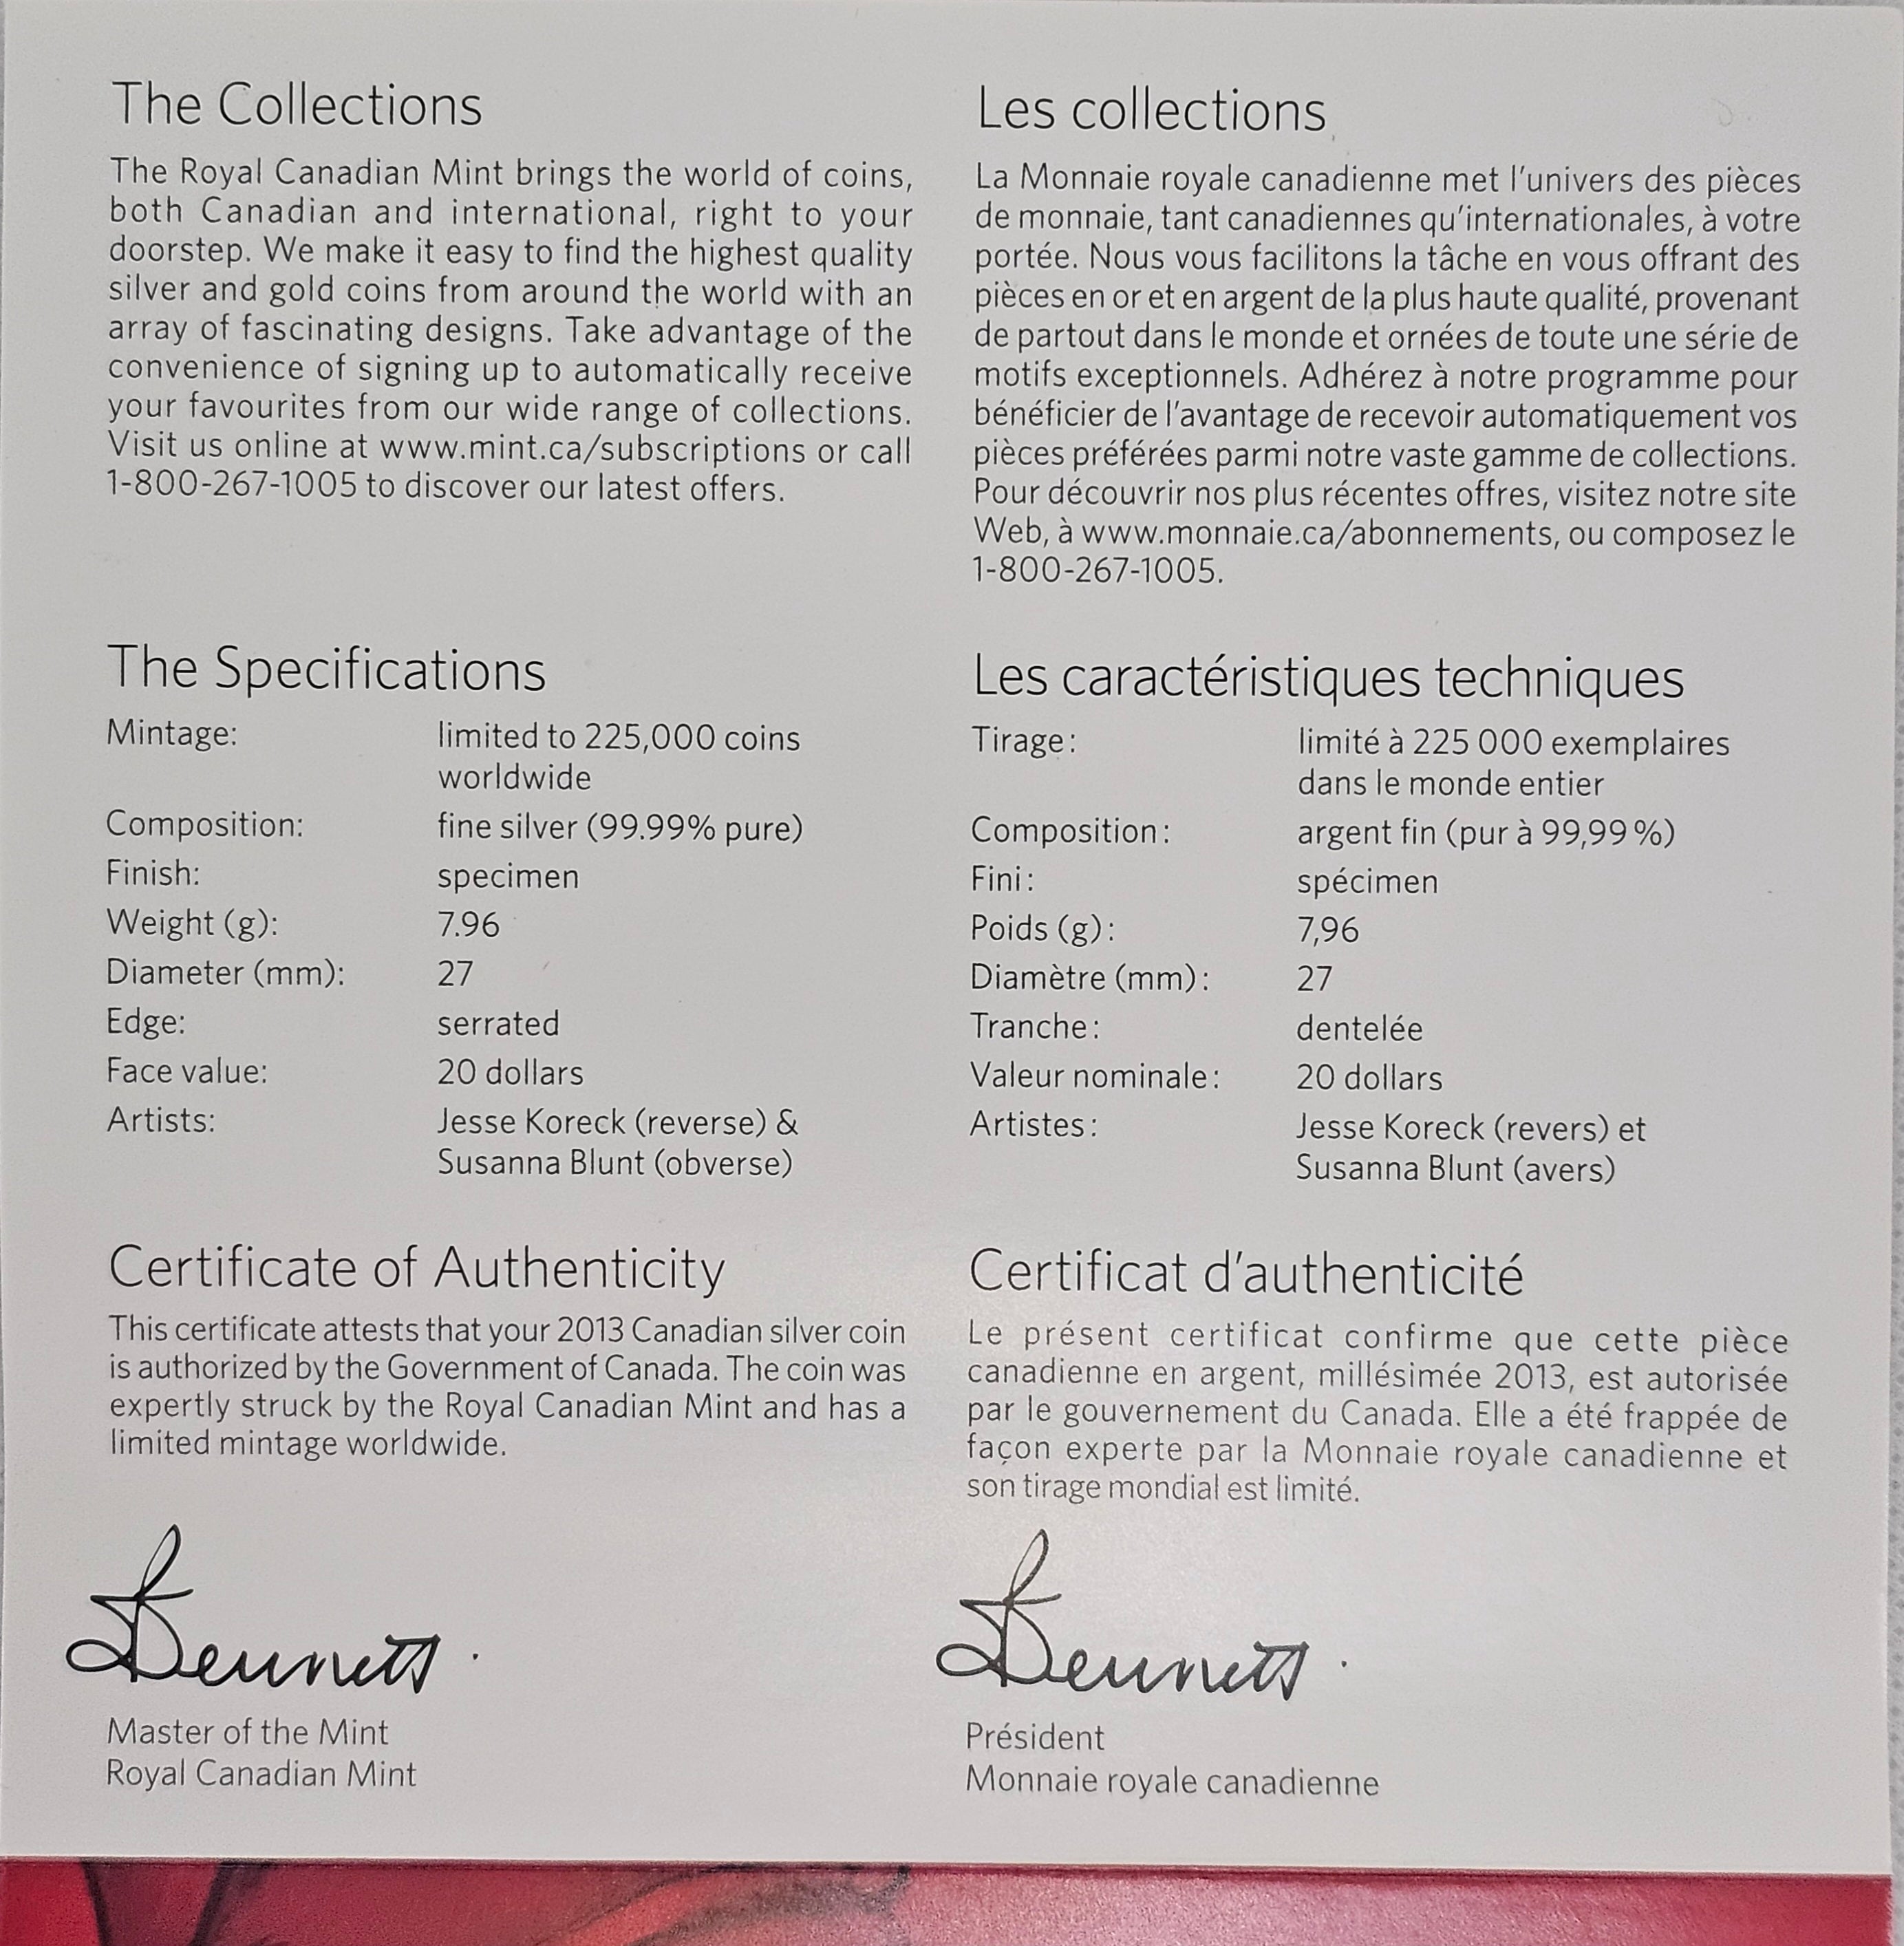 The Collections
The Royal Canadian Mint brings the world of coins,
both Canadian and international, right to your
doorstep. We make it easy to find the highest quality
silver and gold coins from around the world with an
array of fascinating designs. Take advantage of the
convenience of signing up to automatically receive
your favourites from our wide range of collections.
Visit us online at www.mint.ca/subscriptions or call
1-800-267-1005 to discover our latest offers.
Les collections
La Monnaie royale canadienne met l'univers des pièces
de monnaie, tant canadiennes qu'internationales, à votre
portée. Nous vous facilitons la tâche en vous offrant des
pièces en or et en argent de la plus haute qualité, provenant
de partout dans le monde et ornées de toute une série de
motifs exceptionnels. Adhérez à notre programme pour
bénéficier de l'avantage de recevoir automatiquement vos
pièces préférées parmi notre vaste gamme de collections.
Pour découvrir nos plus récentes offres, visitez notre site
Web, à www.monnaie.ca/abonnements, ou composez le
1-800-267-1005.
The Specifications
Mintage: limited to 225,000 coins
worldwide
Composition: fine silver (99.99% pure)
Finish: specimen
Weight (g): 7.96
Diameter (mm): 27
Edge: serrated
Face value: 20 dollars
Artists: Jesse Koreck (reverse) &
Susanna Blunt (obverse)
Les caractéristiques techniques
Tirage : limité à 225 000 exemplaires
dans le monde entier
Composition : argent fin (pur à 99,99 %)
Fini : spécimen
Poids (g) : 7,96
Diamètre (mm) : 27
Tranche : dentelée
Valeur nominale : 20 dollars
Artistes : Jesse Koreck (revers) et
Susanna Blunt (avers)
Certificate of Authenticity
This certificate attests that your 2013 Canadian silver coin
is authorized by the Government of Canada. The coin was
expertly struck by the Royal Canadian Mint and has a
limited mintage worldwide.
Bennett
Master of the Mint
Royal Canadian Mint
Certificat d'authenticité
Le présent certificat confirme que cette pièce
canadienne en argent, millésimée 2013, est autorisée
par le gouvernement du Canada. Elle a été frappée de
façon experte par la Monnaie royale canadienne et
son tirage mondial est limité.
Bennett
Président
Monnaie royale canadienne